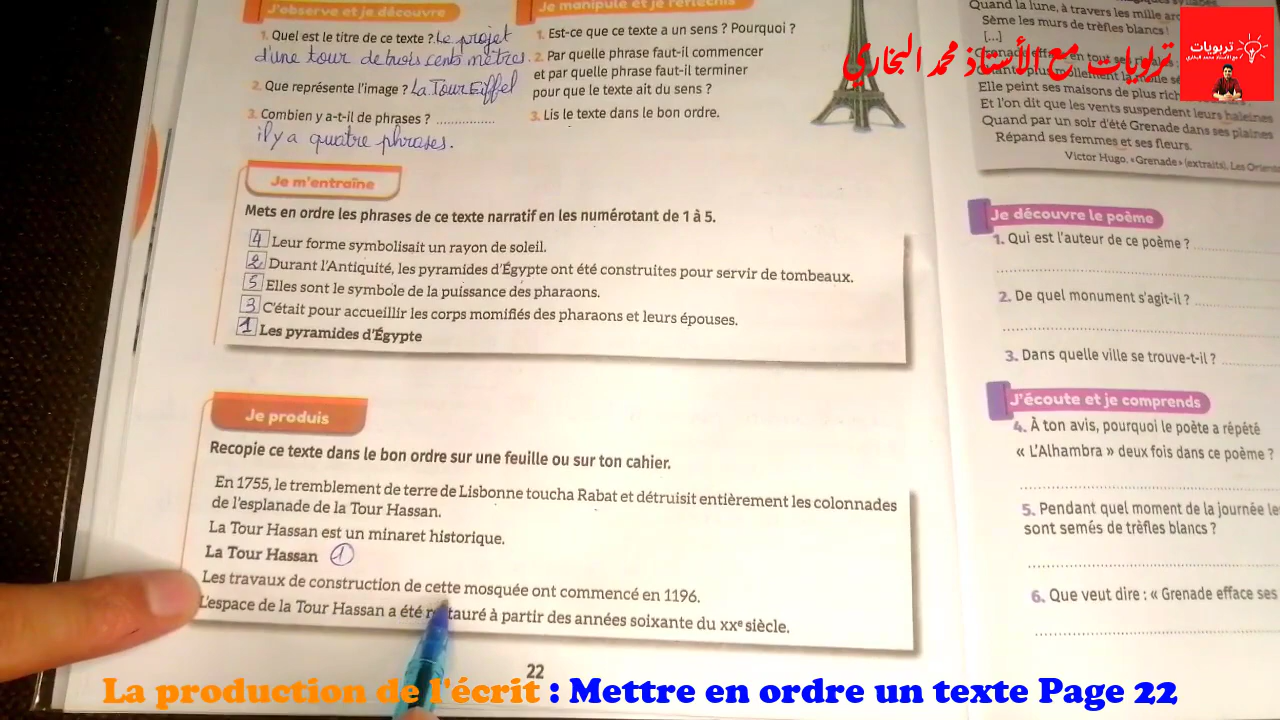 J'observe et je découvre
1. Quel est le titre de ce texte ? Le projet
d'une tour de trois cents mètres.
2. Que représente l'image ? La Tour Eiffel
3. Combien y a-t-il de phrases ? ...............
il y a quatre phrases.
Je manipule et je réfléchis
1. Est-ce que ce texte a un sens ? Pourquoi ?
2. Par quelle phrase faut-il commencer
et par quelle phrase faut-il terminer
pour que le texte ait du sens ?
3. Lis le texte dans le bon ordre.
Je m'entraîne
Mets en ordre les phrases de ce texte narratif en les numérotant de 1 à 5.
4 Leur forme symbolisait un rayon de soleil.
2 Durant l'Antiquité, les pyramides d'Égypte ont été construites pour servir de tombeaux.
5 Elles sont le symbole de la puissance des pharaons.
3 C'était pour accueillir les corps momifiés des pharaons et leurs épouses.
1 Les pyramides d'Égypte
Je produis
Recopie ce texte dans le bon ordre sur une feuille ou sur ton cahier.
En 1755, le tremblement de terre de Lisbonne toucha Rabat et détruisit entièrement les colonnades
de l'esplanade de la Tour Hassan.
La Tour Hassan est un minaret historique.
La Tour Hassan 1
Les travaux de construction de cette mosquée ont commencé en 1196.
L'espace de la Tour Hassan a été restauré à partir des années soixante du XXe siècle.
22
Quand la lune, à travers les mille
Sème les murs de trèfles blancs !
[...]
en tous ses
plus mollement la
Elle peint ses maisons de plus
Et l'on dit que les vents suspendent leurs haleines
Quand par un soir d'été Grenade dans ses plaines
Répand ses femmes et ses fleurs.
Victor Hugo, «Grenade» (extraits), Les
Je découvre le poème
1. Qui est l'auteur de ce poème ? ...............
2. De quel monument s'agit-il ? ...............
3. Dans quelle ville se trouve-t-il ? ...............
J'écoute et je comprends
4. À ton avis, pourquoi le poète a répété
« L'Alhambra » deux fois dans ce poème ?
5. Pendant quel moment de la journée les
sont semés de trèfles blancs ?
6. Que veut dire : « Grenade efface ses
تربويات مع الأستاذ محمد البخاري
تربويات
مع الأستاذ محمد البخاري
La production de l'écrit : Mettre en ordre un texte Page 22